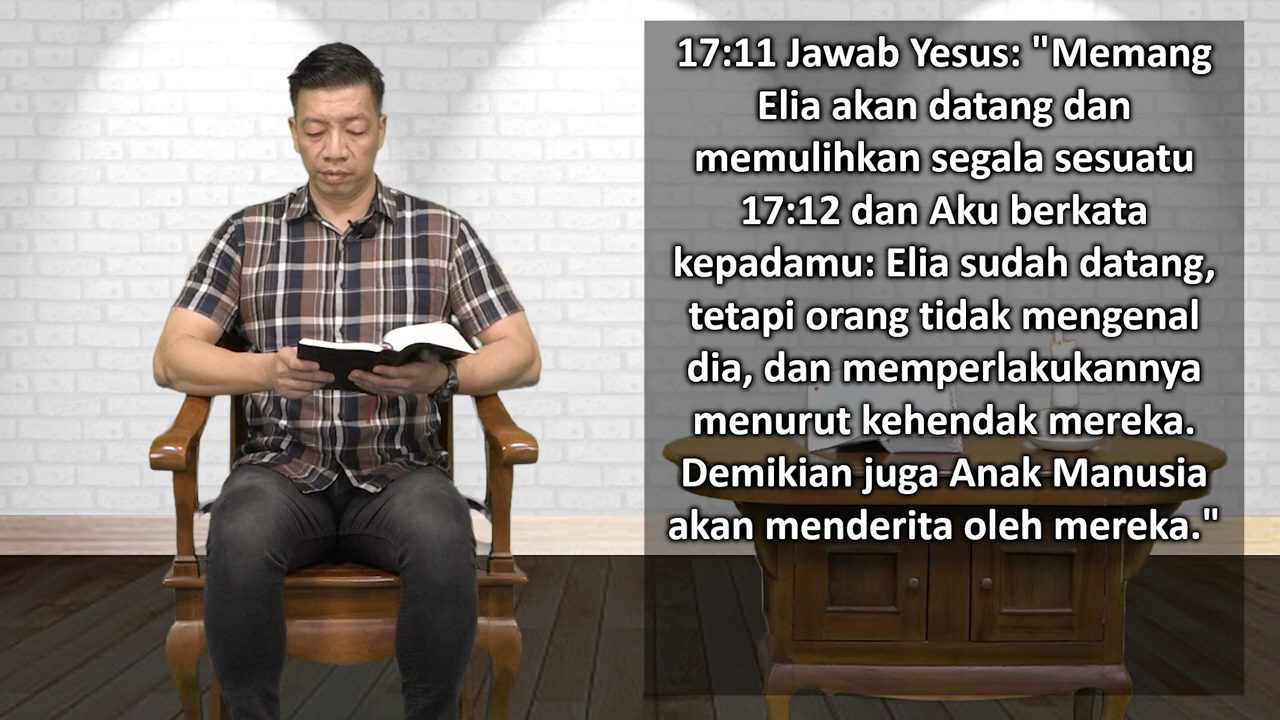 17:11 Jawab Yesus: "Memang
Elia akan datang dan
memulihkan segala sesuatu
17:12 dan Aku berkata
kepadamu: Elia sudah datang,
tetapi orang tidak mengenal
dia, dan memperlakukannya
menurut kehendak mereka.
Demikian juga Anak Manusia
akan menderita oleh mereka."